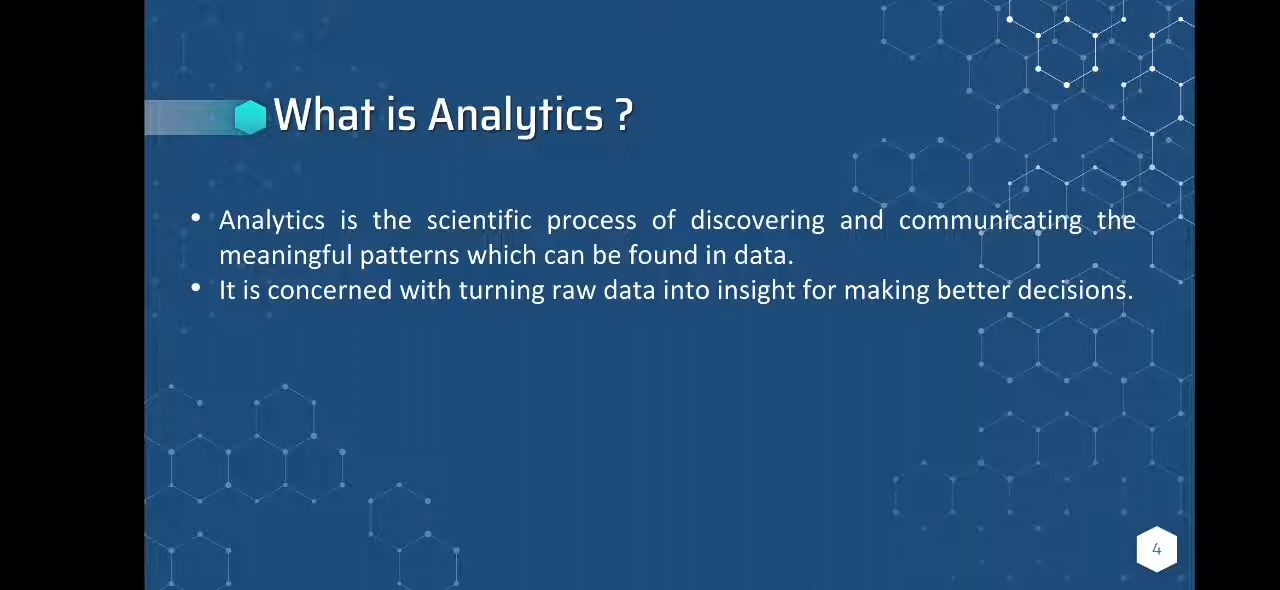 What is Analytics ?
• Analytics is the scientific process of discovering and communicating the
meaningful patterns which can be found in data.
• It is concerned with turning raw data into insight for making better decisions.
4